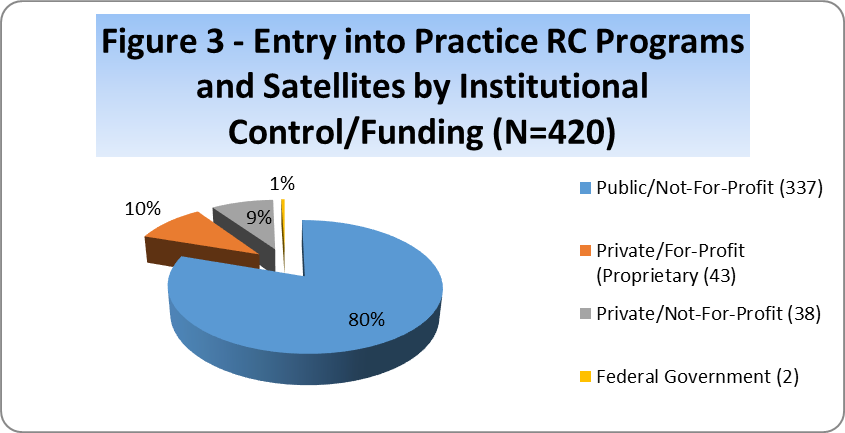 Figure 3 - Entry into Practice RC Programs
and Satellites by Institutional
Control/Funding (N=420)
1%
10%
9%
80%
Public/Not-For-Profit (337)
Private/For-Profit
(Proprietary (43)
Private/Not-For-Profit (38)
Federal Government (2)